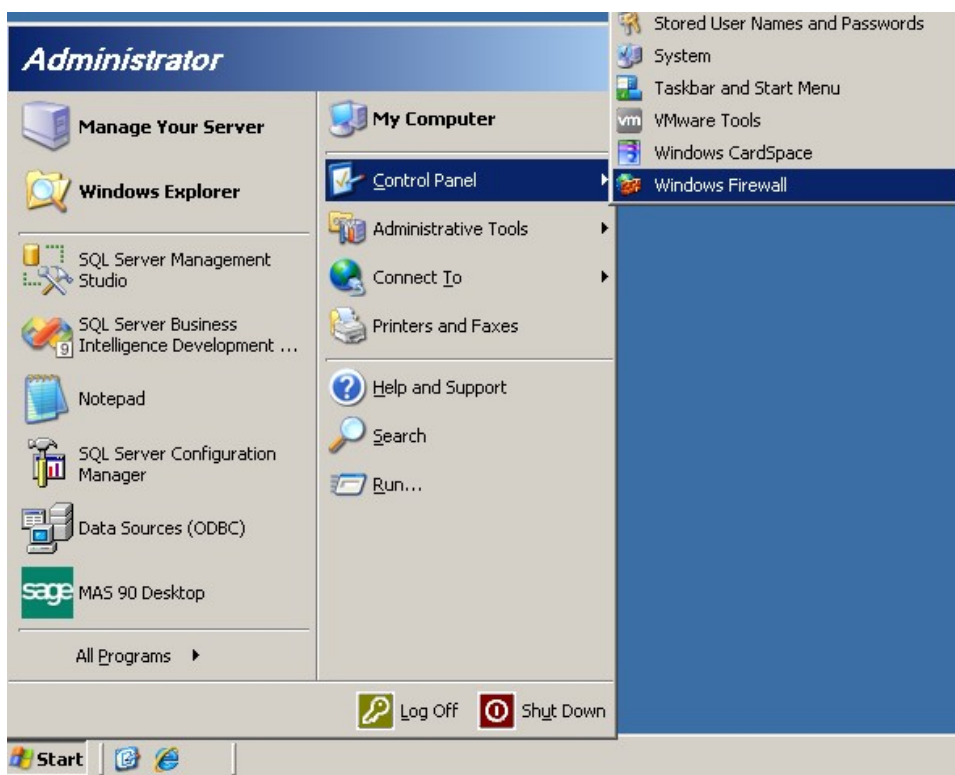 Administrator
Manage Your Server
Windows Explorer
SQL Server Management
Studio
SQL Server Business
9
Intelligence Development ...
Notepad
SQL Server Configuration
Manager
Data Sources (ODBC)
sage
MAS 90 Desktop
All Programs
My Computer
Control Panel
Administrative Tools
Connect To
Printers and Faxes
Help and Support
Search
Run...
Log Off
Shut Down
Stored User Names and Passwords
System
Taskbar and Start Menu
vm
VMware Tools
Windows CardSpace
Windows Firewall
Start